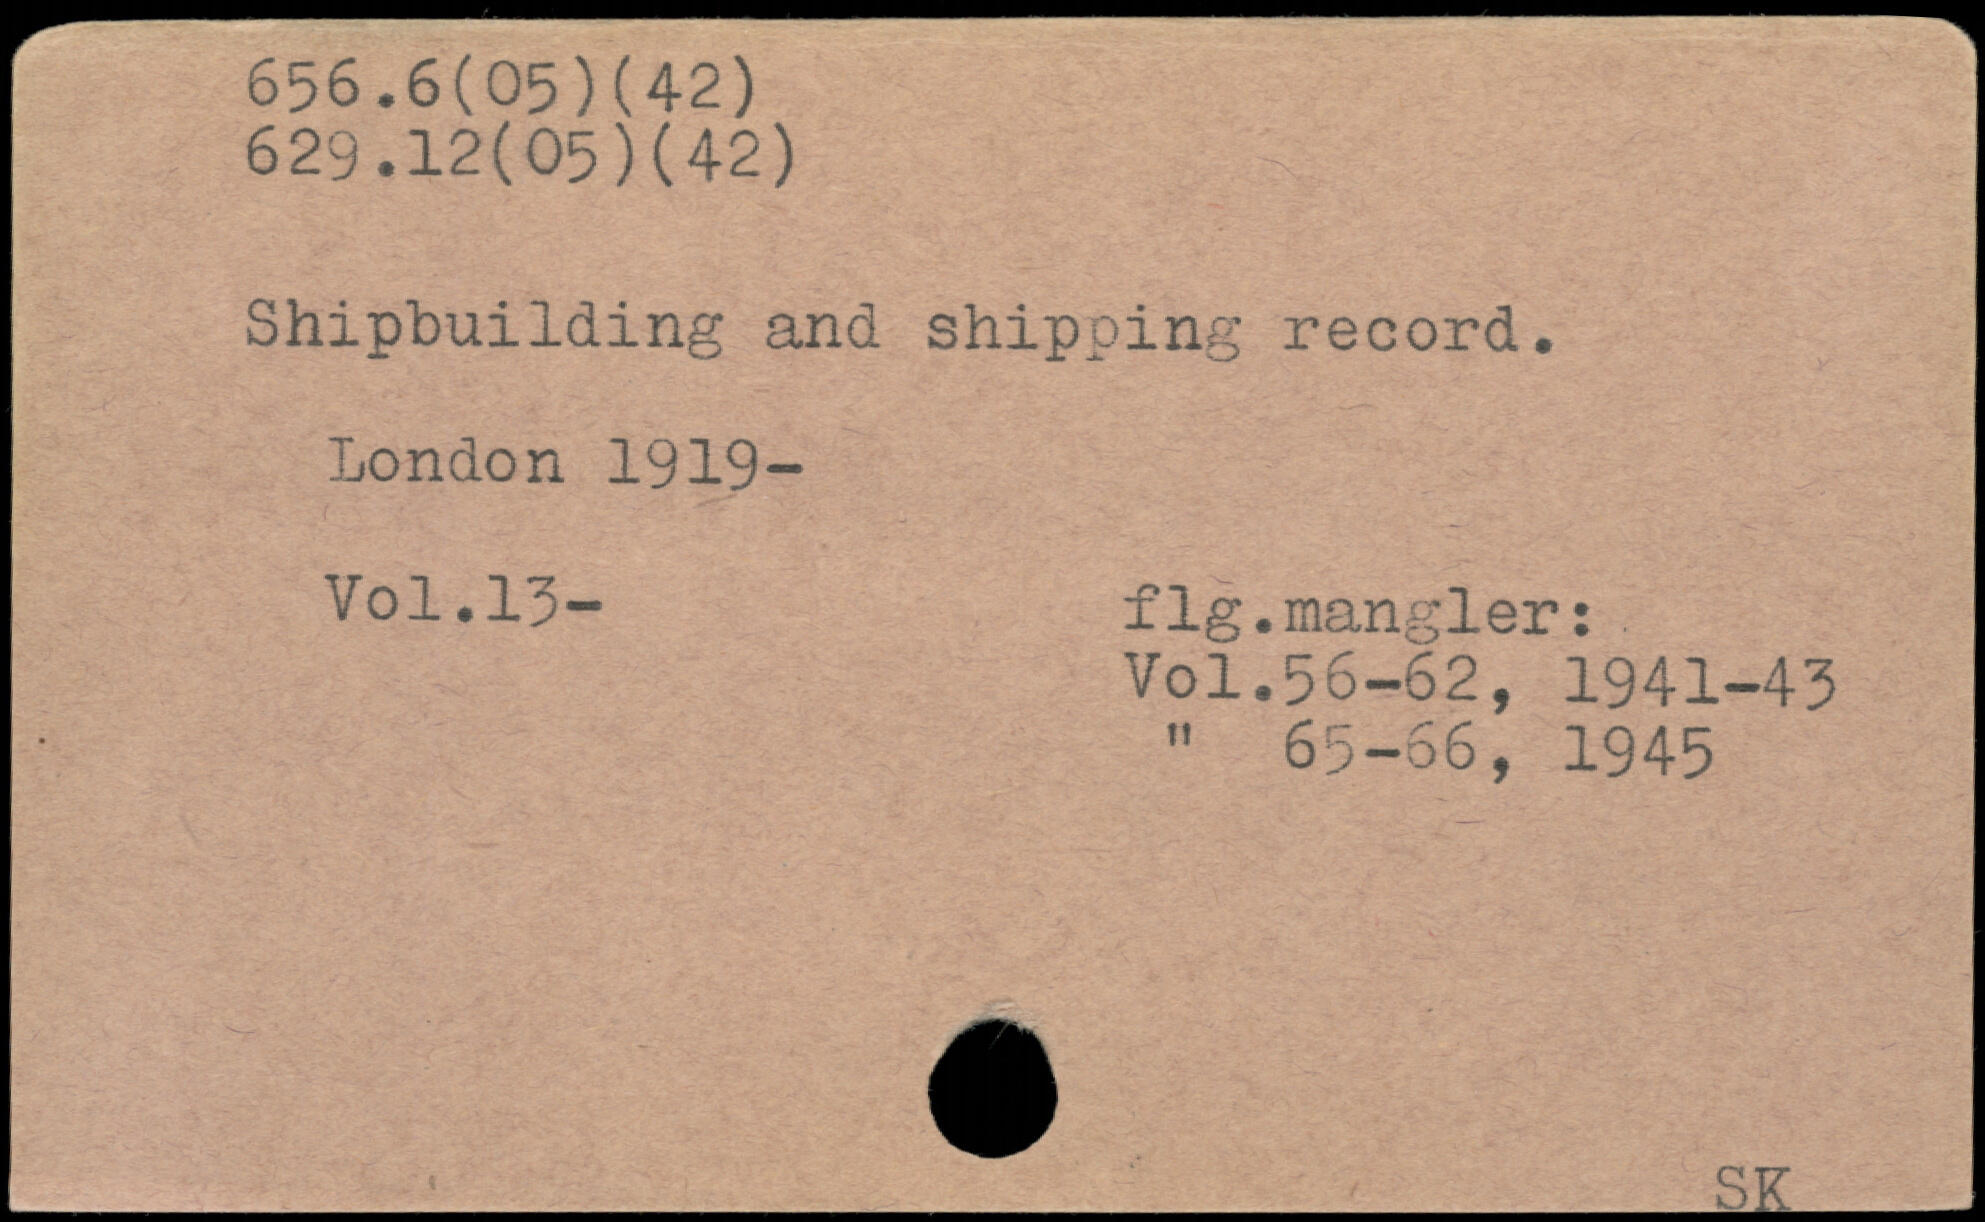 656.6(05)(42)
629.12(05)(42)
Shipbuilding and shipping record.
London 1919-
Vol.13-
flg.mangler:
Vol.56-62, 1941-43
" 65-66, 1945
SK